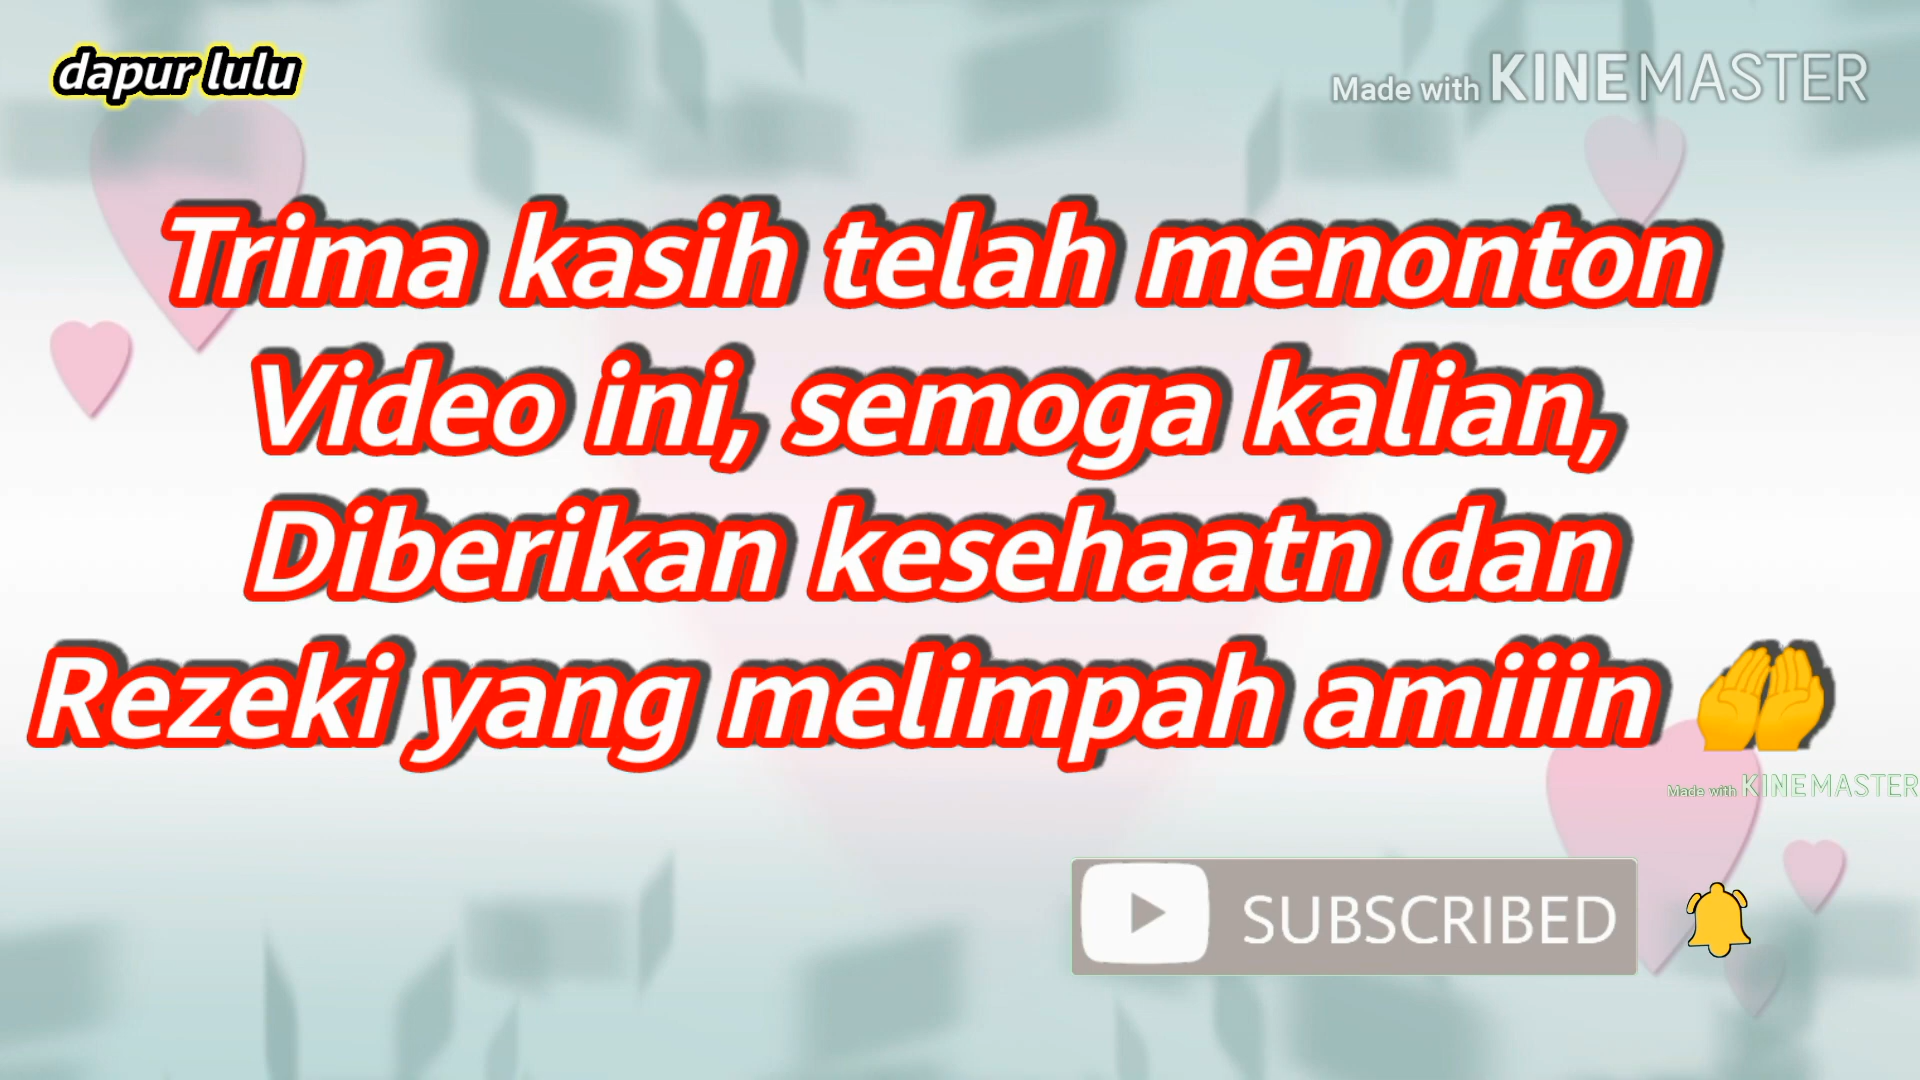 dapur lulu
Made with KINEMASTER
Trima kasih telah menonton
Video ini, semoga kalian,
Diberikan kesehaatn dan
Rezeki yang melimpah amiiin 🤲
Made with KINEMASTER
SUBSCRIBED